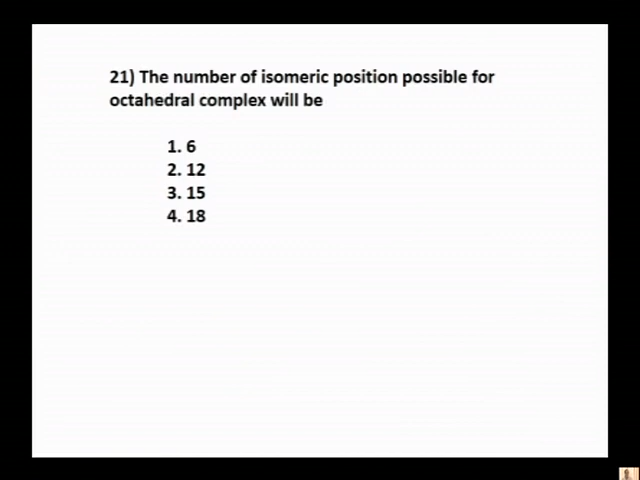 21) The number of isomeric position possible for
octahedral complex will be
1. 6
2. 12
3. 15
4. 18